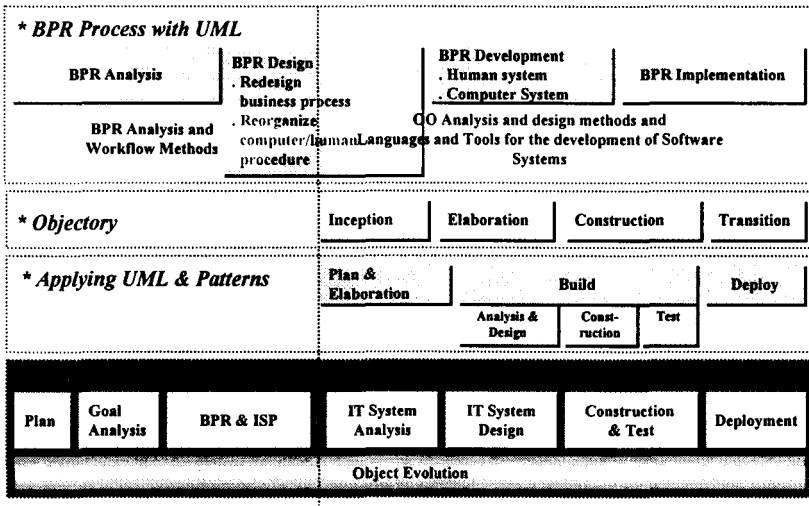 * BPR Process with UML
BPR Analysis
BPR Design
. Redesign
business process
. Reorganize
computer/human
procedure
BPR Development
. Human system
. Computer System
BPR Implementation
BPR Analysis and
Workflow Methods
OO Analysis and design methods and
Languages and Tools for the development of Software
Systems
* Objectory
Inception
Elaboration
Construction
Transition
* Applying UML & Patterns
Plan &
Elaboration
Build
Deploy
Analysis &
Design
Const-
ruction
Test
Plan
Goal
Analysis
BPR & ISP
IT System
Analysis
IT System
Design
Construction
& Test
Deployment
Object Evolution